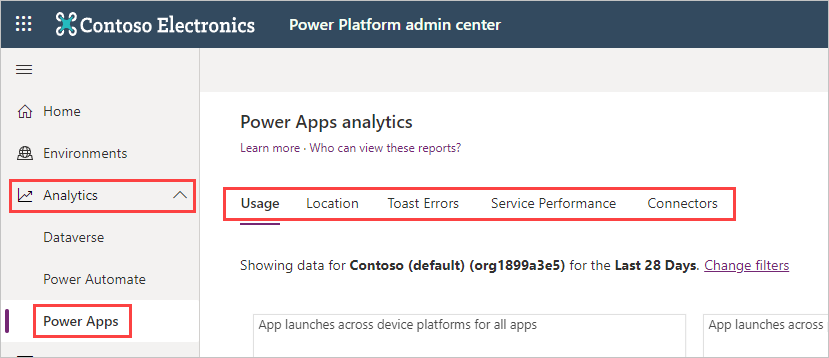 Contoso Electronics Power Platform admin center
Home
Environments
Analytics
Dataverse
Power Automate
Power Apps
Power Apps analytics
Learn more · Who can view these reports?
Usage Location Toast Errors Service Performance Connectors
Showing data for Contoso (default) (org1899a3e5) for the Last 28 Days. Change filters
App launches across device platforms for all apps
App launches across